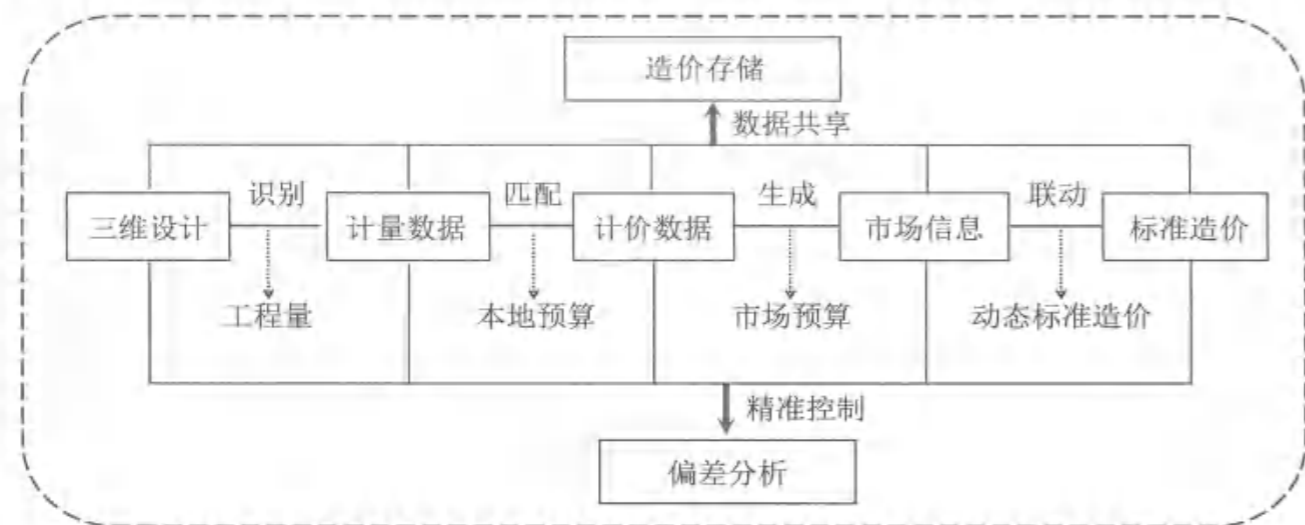 造价存储
数据共享
识别 匹配 生成 联动
三维设计 计量数据 计价数据 市场信息 标准造价
工程量 本地预算 市场预算 动态标准造价
精准控制
偏差分析